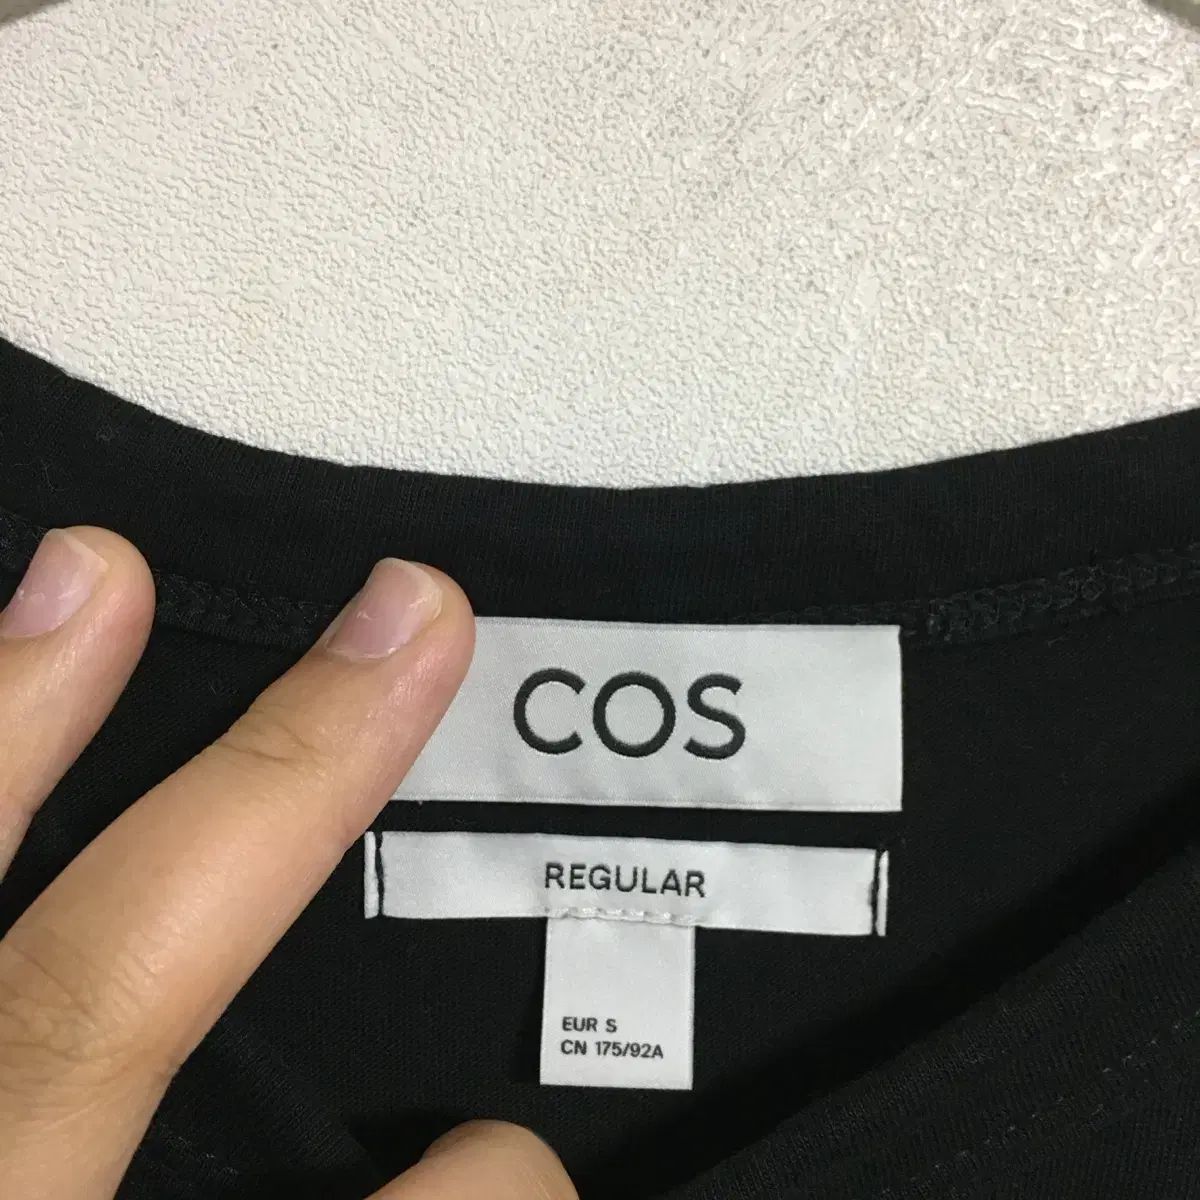 COS
REGULAR
EUR S
CN 175/92A